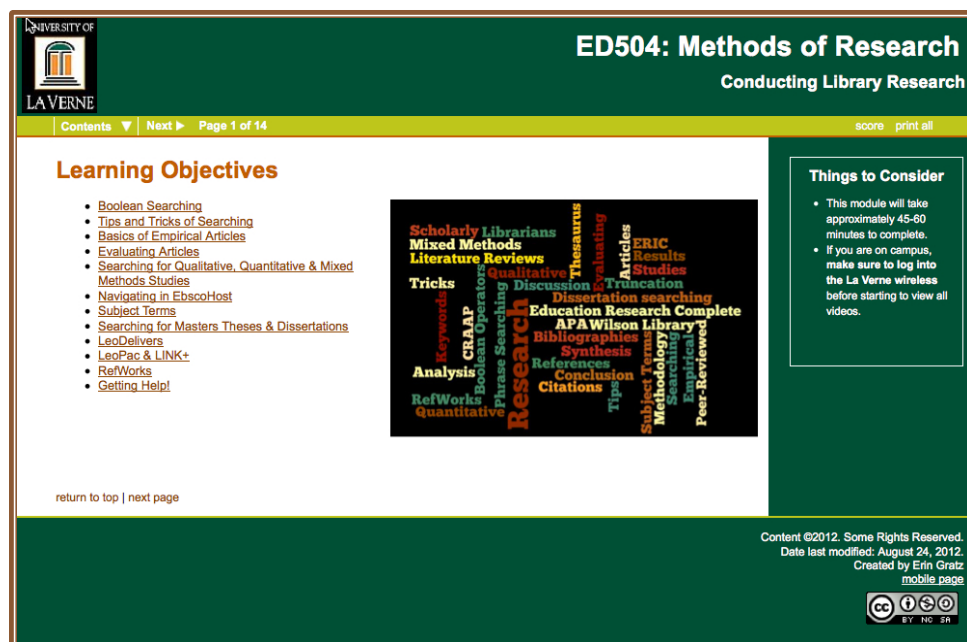 UNIVERSITY OF
LA VERNE
ED504: Methods of Research
Conducting Library Research
Contents ▼ Next ▶ Page 1 of 14 score print all
Learning Objectives
• Boolean Searching
• Tips and Tricks of Searching
• Basics of Empirical Articles
• Evaluating Articles
• Searching for Qualitative, Quantitative & Mixed
Methods Studies
• Navigating in EbscoHost
• Subject Terms
• Searching for Masters Theses & Dissertations
• LeoDelivers
• LeoPac & LINK+
• RefWorks
• Getting Help!
Scholarly
Librarians
Mixed Methods
Literature Reviews
Qualitative
Thesaurus
Evaluating
Articles
ERIC
Results
Studies
Tricks
Discussion
Truncation
Dissertation searching
Education Research Complete
APA
Wilson Library
Keywords
CRAAP
Boolean Operators
Phrase Searching
Research
Bibliographies
Synthesis
References
Conclusion
Citations
Analysis
RefWorks
Quantitative
Tips
Subject Terms
Methodology
Searching
Empirical
Peer-Reviewed
Things to Consider
• This module will take
approximately 45-60
minutes to complete.
• If you are on campus,
make sure to log into
the La Verne wireless
before starting to view all
videos.
return to top | next page
Content ©2012. Some Rights Reserved.
Date last modified: August 24, 2012.
Created by Erin Gratz
mobile page
cc
BY NC SA